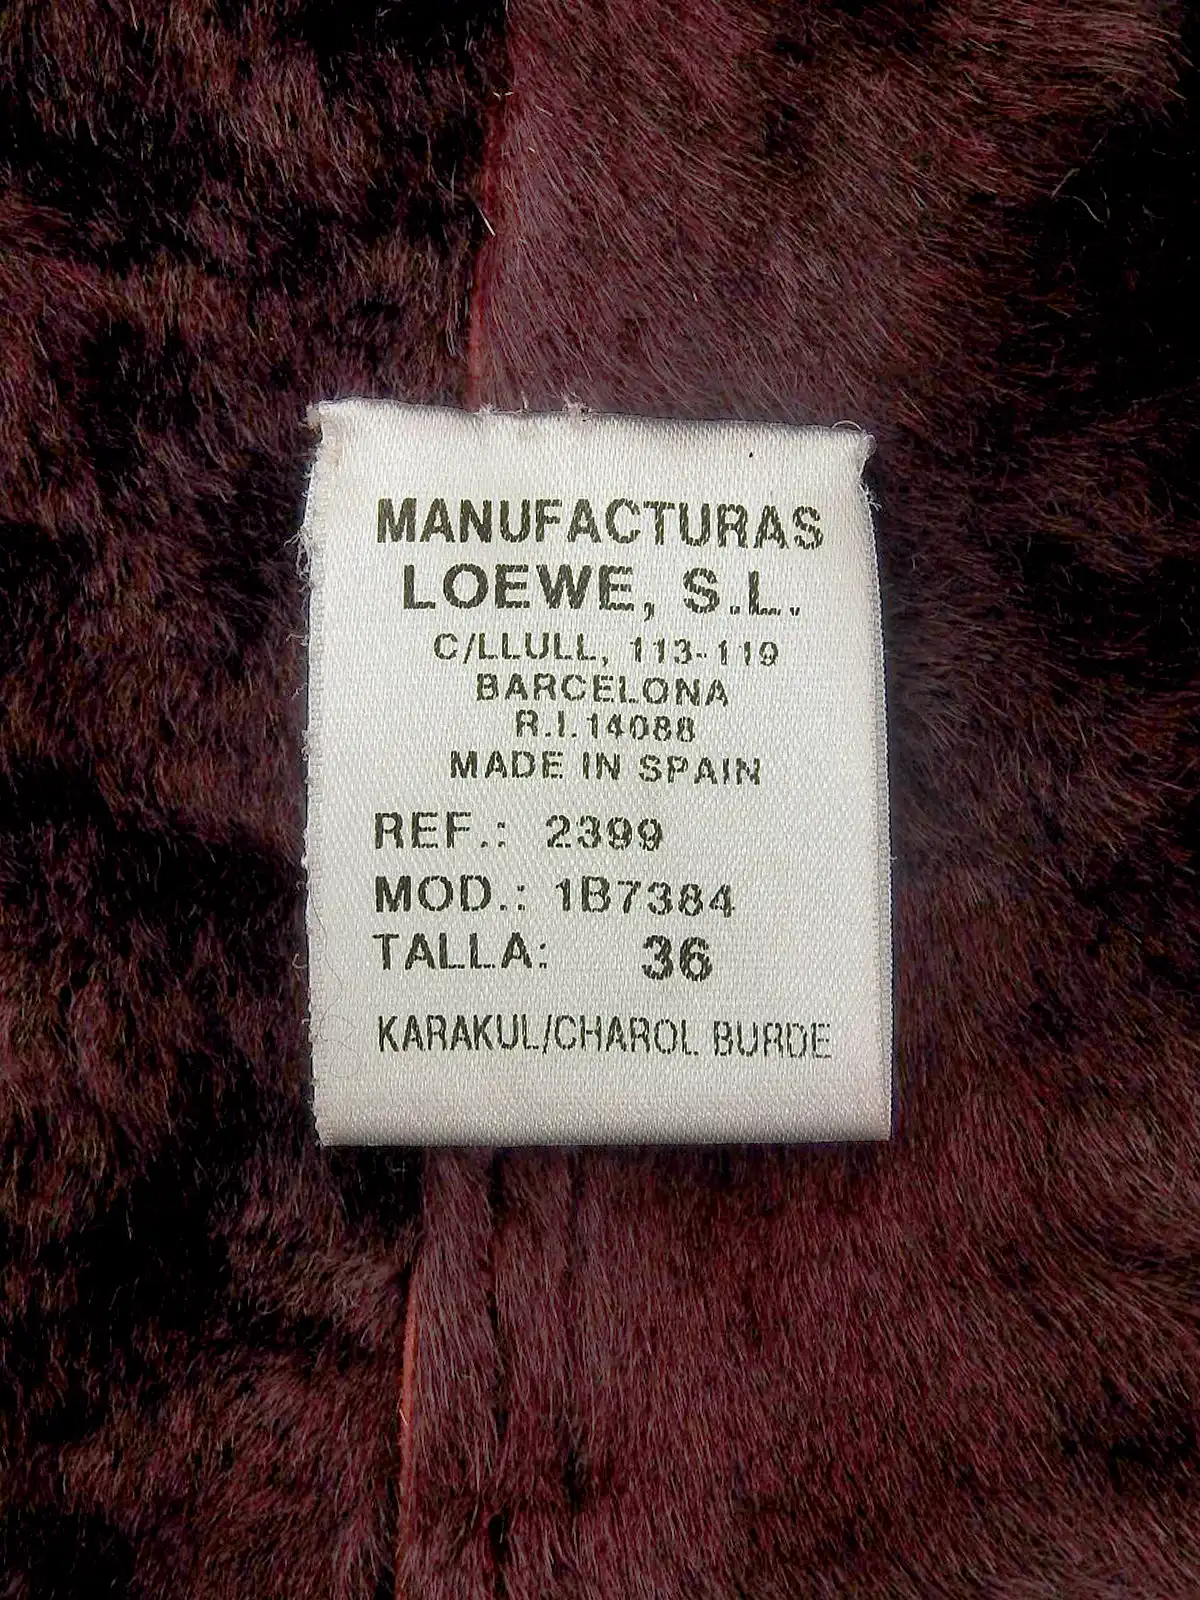 MANUFACTURAS
LOEWE, S.L.
C/LLULL, 113-119
BARCELONA
R.I.14088
MADE IN SPAIN
REF.: 2399
MOD.: 1B7384
TALLA: 36
KARAKUL/CHAROL BURDE